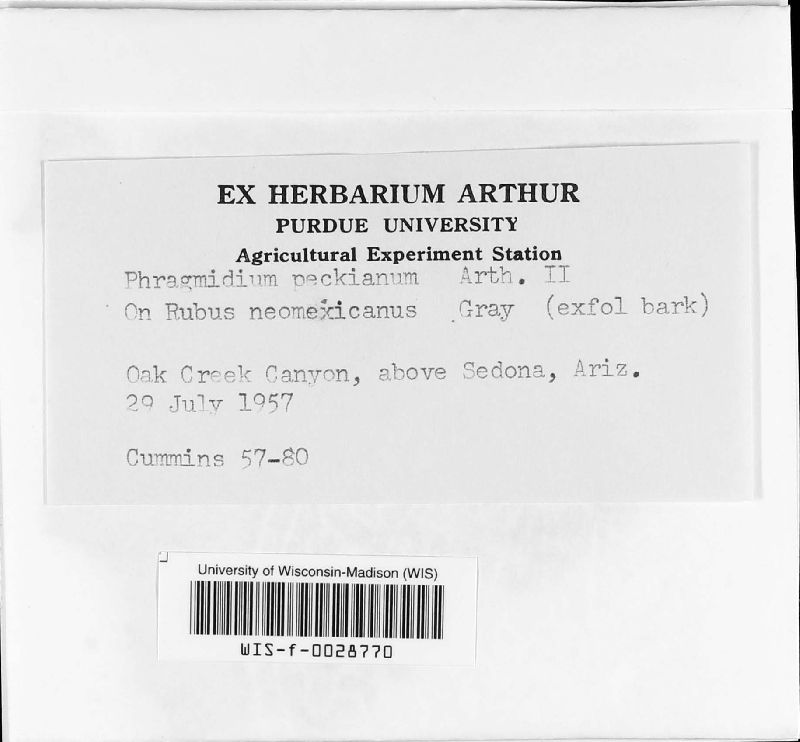 EX HERBARIUM ARTHUR
PURDUE UNIVERSITY
Agricultural Experiment Station
Phragmidium peckianum Arth. II
On Rubus neomexicanus Gray (exfol bark)
Oak Creek Canyon, above Sedona, Ariz.
29 July 1957
Cummins 57-80
University of Wisconsin-Madison (WIS)
WIS-f-0028770